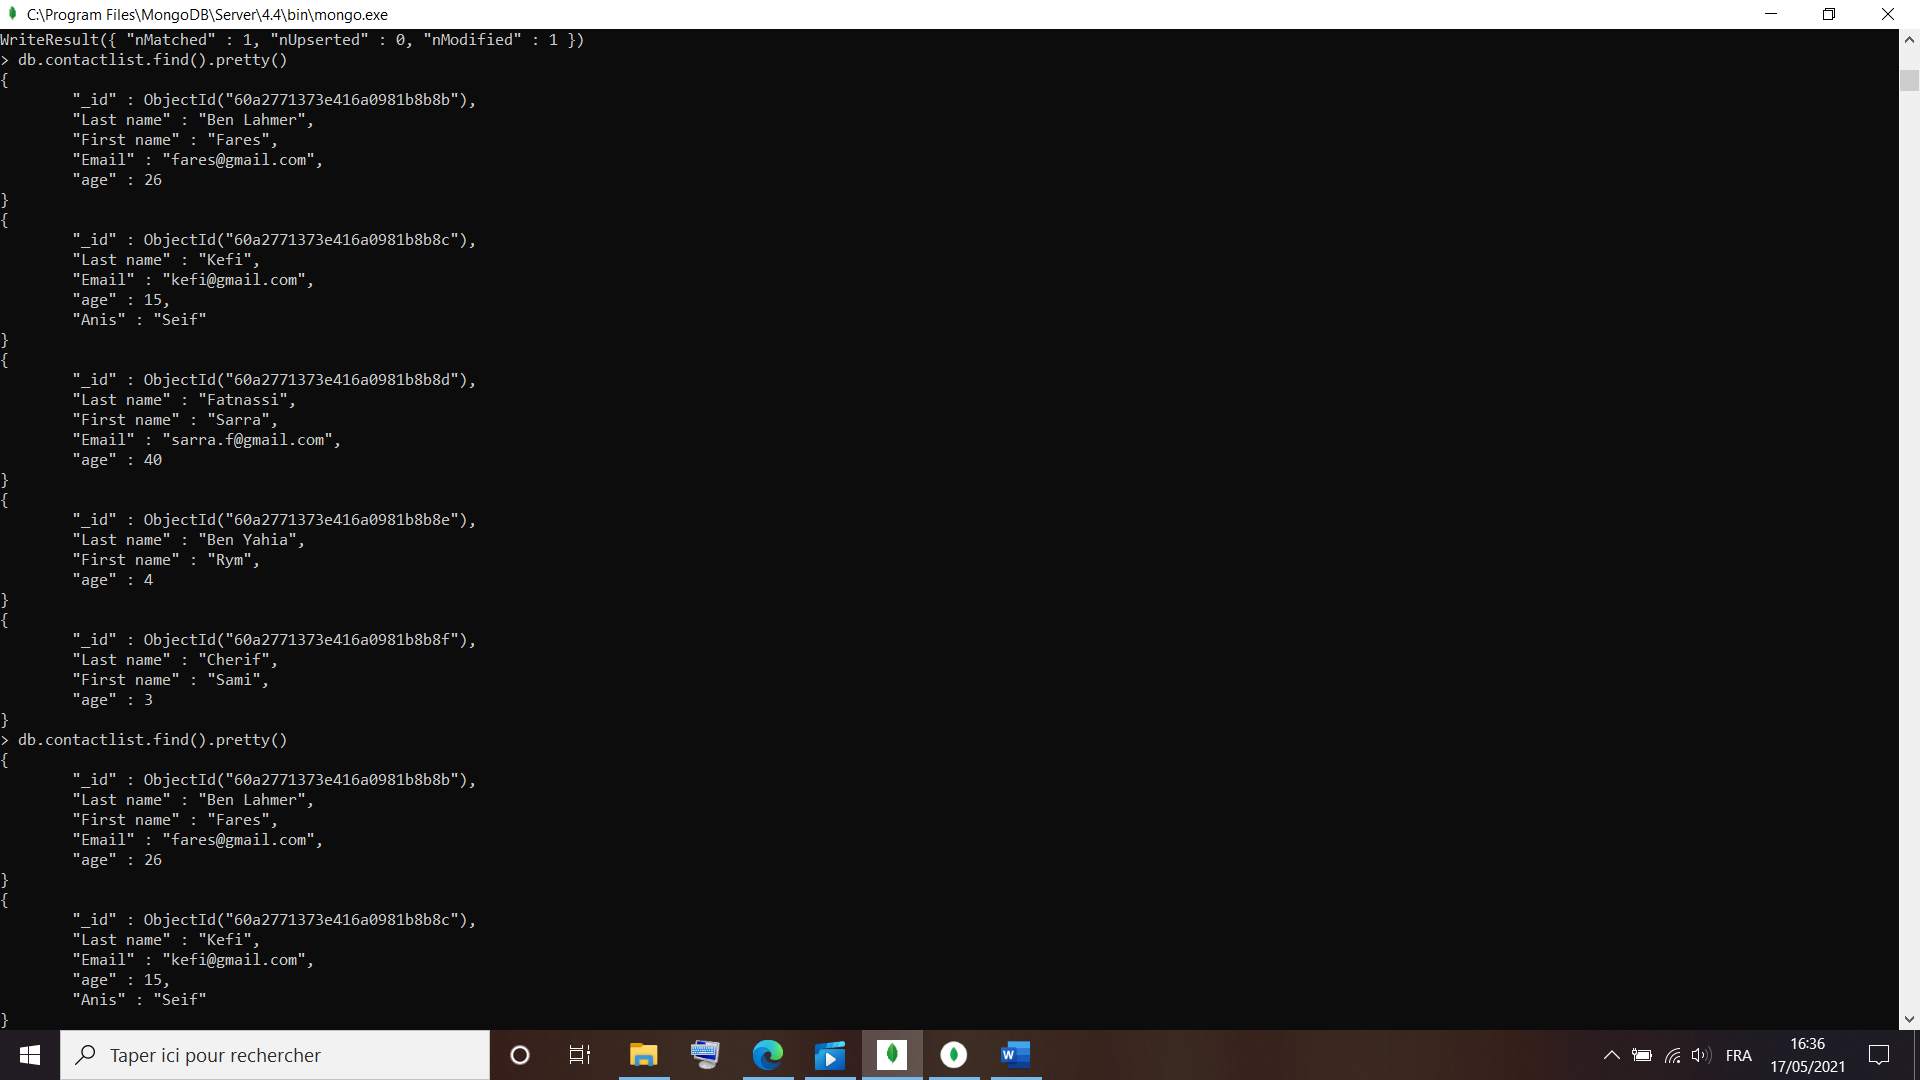 C:\Program Files\MongoDB\Server\4.4\bin\mongo.exe
WriteResult({ "nMatched" : 1, "nUpserted" : 0, "nModified" : 1 })
> db.contactlist.find().pretty()
{
        "_id" : ObjectId("60a2771373e416a0981b8b8b"),
        "Last name" : "Ben Lahmer",
        "First name" : "Fares",
        "Email" : "fares@gmail.com",
        "age" : 26
}
{
        "_id" : ObjectId("60a2771373e416a0981b8b8c"),
        "Last name" : "Kefi",
        "Email" : "kefi@gmail.com",
        "age" : 15,
        "Anis" : "Seif"
}
{
        "_id" : ObjectId("60a2771373e416a0981b8b8d"),
        "Last name" : "Fatnassi",
        "First name" : "Sarra",
        "Email" : "sarra.f@gmail.com",
        "age" : 40
}
{
        "_id" : ObjectId("60a2771373e416a0981b8b8e"),
        "Last name" : "Ben Yahia",
        "First name" : "Rym",
        "age" : 4
}
{
        "_id" : ObjectId("60a2771373e416a0981b8b8f"),
        "Last name" : "Cherif",
        "First name" : "Sami",
        "age" : 3
}
> db.contactlist.find().pretty()
{
        "_id" : ObjectId("60a2771373e416a0981b8b8b"),
        "Last name" : "Ben Lahmer",
        "First name" : "Fares",
        "Email" : "fares@gmail.com",
        "age" : 26
}
{
        "_id" : ObjectId("60a2771373e416a0981b8b8c"),
        "Last name" : "Kefi",
        "Email" : "kefi@gmail.com",
        "age" : 15,
        "Anis" : "Seif"
}
Taper ici pour rechercher
W
FRA
16:36
17/05/2021